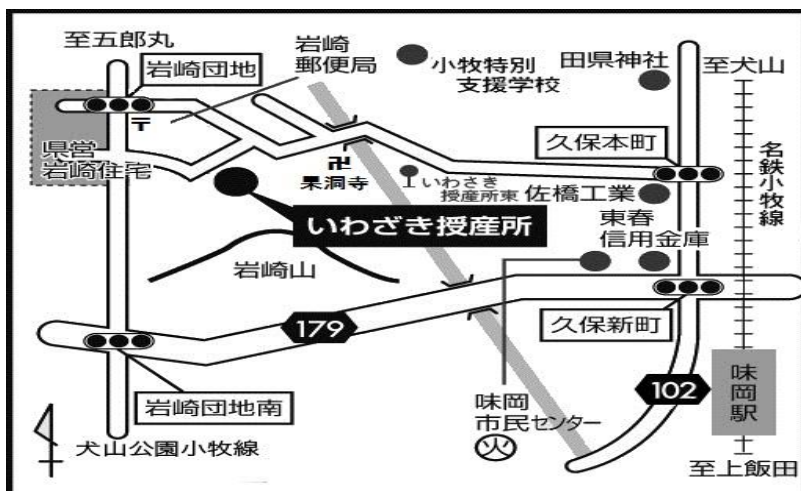 至五郎丸
岩崎団地
岩崎
郵便局
小牧特別
支援学校
田県神社
至犬山
〒
県営
岩崎住宅
卍
果洞寺
いわさき
授産所東
佐橋工業
久保本町
名鉄小牧線
いわざき授産所
東春
信用金庫
岩崎山
179
久保新町
岩崎団地南
味岡
市民センター
火
102
味岡駅
犬山公園小牧線
至上飯田